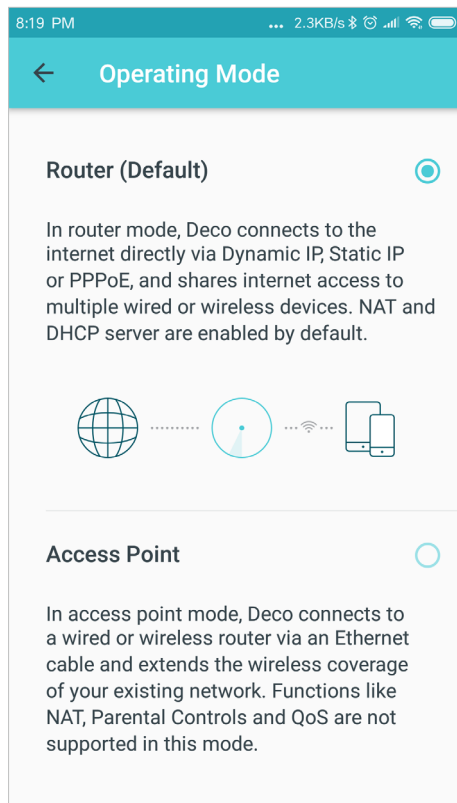 8:19 PM ... 2.3KB/s
Operating Mode
Router (Default)
In router mode, Deco connects to the
internet directly via Dynamic IP, Static IP
or PPPoE, and shares internet access to
multiple wired or wireless devices. NAT and
DHCP server are enabled by default.
Access Point
In access point mode, Deco connects to
a wired or wireless router via an Ethernet
cable and extends the wireless coverage
of your existing network. Functions like
NAT, Parental Controls and QoS are not
supported in this mode.